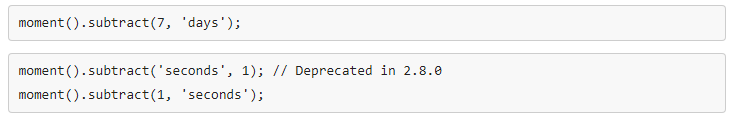 moment().subtract(7, 'days');
moment().subtract('seconds', 1); // Deprecated in 2.8.0
moment().subtract(1, 'seconds');